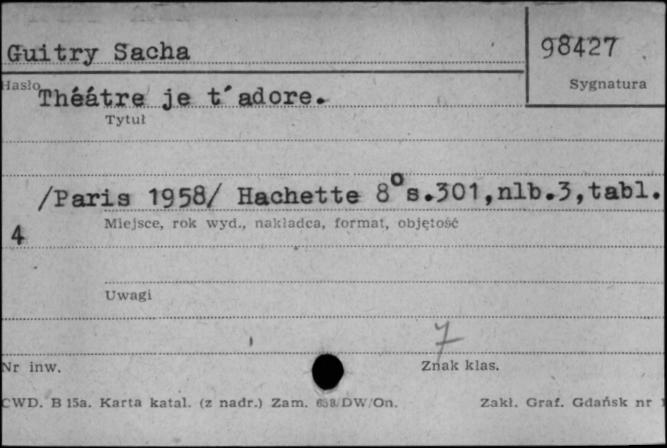 Guitry Sacha
98427
Hasło
Sygnatura
Théátre je t´adore.
Tytuł
/Paris 1958/ Hachette 8° s.301,nlb.3,tabl.
Miejsce, rok wyd., nakładca, format, objętość
4
Uwagi
7
Nr inw.
Znak klas.
CWD. B 15a. Karta katal. (z nadr.) Zam. DW/On.
Zakł. Graf. Gdańsk nr 1